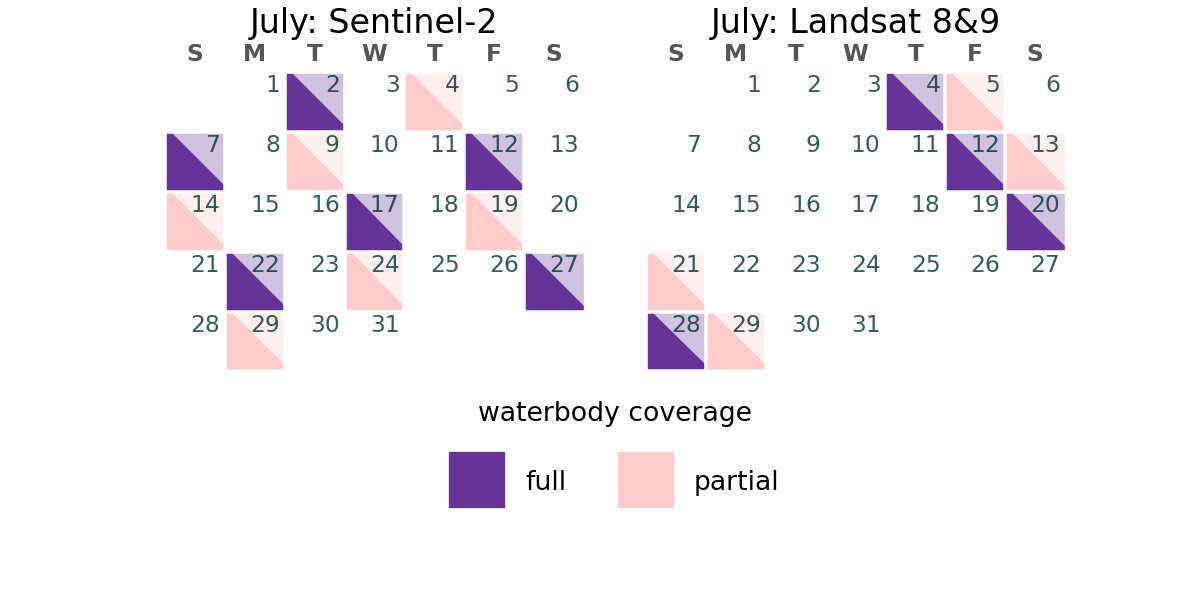 July: Sentinel-2
S M T W T F S
1 2 3 4 5 6
7 8 9 10 11 12 13
14 15 16 17 18 19 20
21 22 23 24 25 26 27
28 29 30 31
July: Landsat 8&9
S M T W T F S
1 2 3 4 5 6
7 8 9 10 11 12 13
14 15 16 17 18 19 20
21 22 23 24 25 26 27
28 29 30 31
waterbody coverage
full
partial